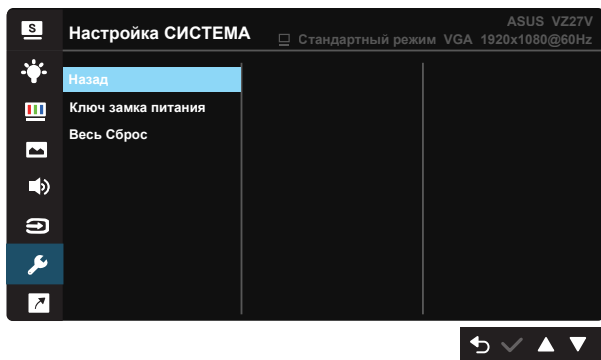 S
Настройка СИСТЕМА
ASUS VZ27V
Стандартный режим VGA 1920x1080@60Hz
Назад
Ключ замка питания
Весь Сброс